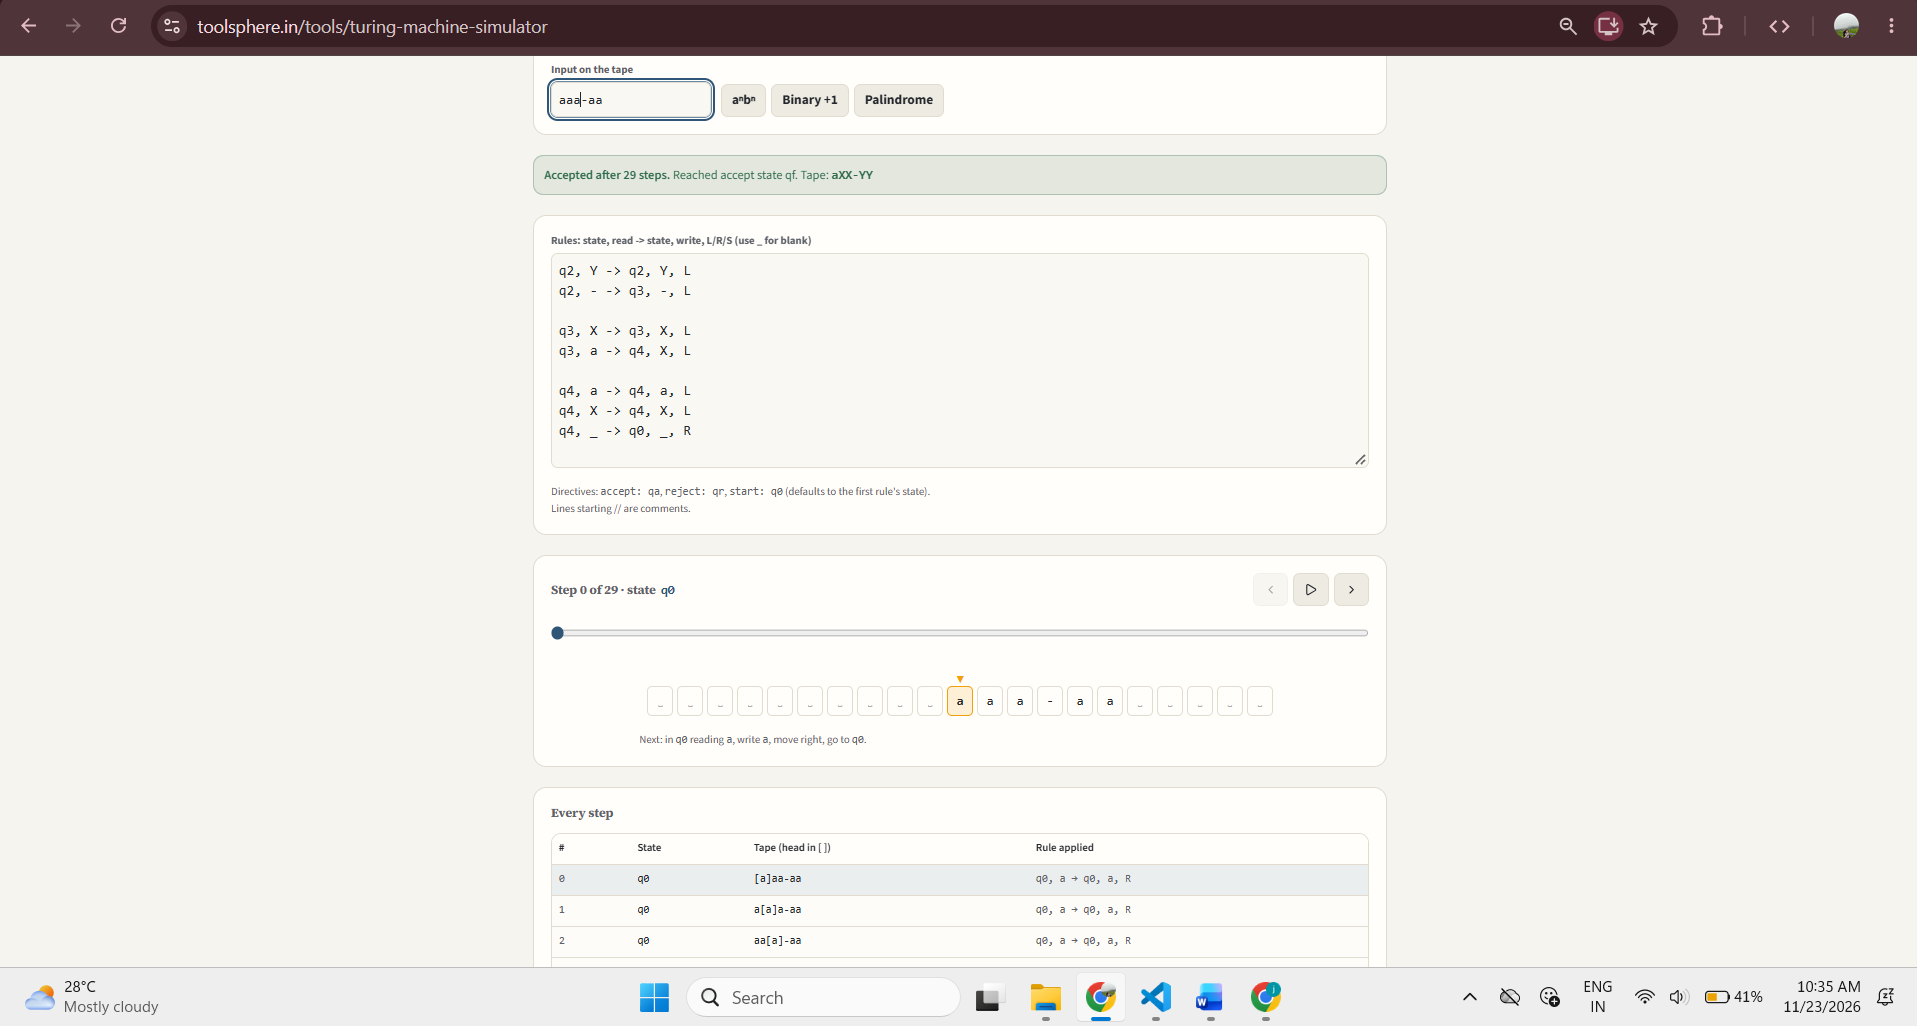 toolsphere.in/tools/turing-machine-simulator
Input on the tape
aaa-aa
aⁿbⁿ
Binary +1
Palindrome
Accepted after 29 steps. Reached accept state qf. Tape: aXX-YY
Rules: state, read -> state, write, L/R/S (use _ for blank)
q2, Y -> q2, Y, L
q2, - -> q3, -, L
q3, X -> q3, X, L
q3, a -> q4, X, L
q4, a -> q4, a, L
q4, X -> q4, X, L
q4, _ -> q0, _, R
Directives: accept: qa, reject: qr, start: q0 (defaults to the first rule's state).
Lines starting // are comments.
Step 0 of 29 · state q0
_ _ _ _ _ _ _ _ _ _ a a a - a a _ _ _ _ _
Next: in q0 reading a, write a, move right, go to q0.
Every step
# State Tape (head in [ ]) Rule applied
0 q0 [a]aa-aa q0, a → q0, a, R
1 q0 a[a]a-aa q0, a → q0, a, R
2 q0 aa[a]-aa q0, a → q0, a, R
28°C
Mostly cloudy
Search
ENG
IN
41%
10:35 AM
11/23/2026